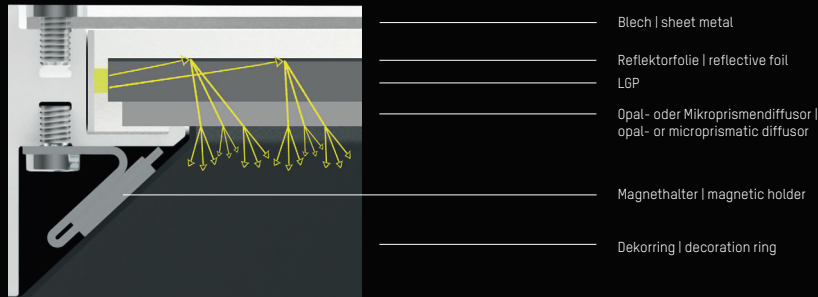 Blech | sheet metal
Reflektorfolie | reflective foil
LGP
Opal- oder Mikroprismendiffusor |
opal- or microprismatic diffusor
Magnethalter | magnetic holder
Dekorring | decoration ring